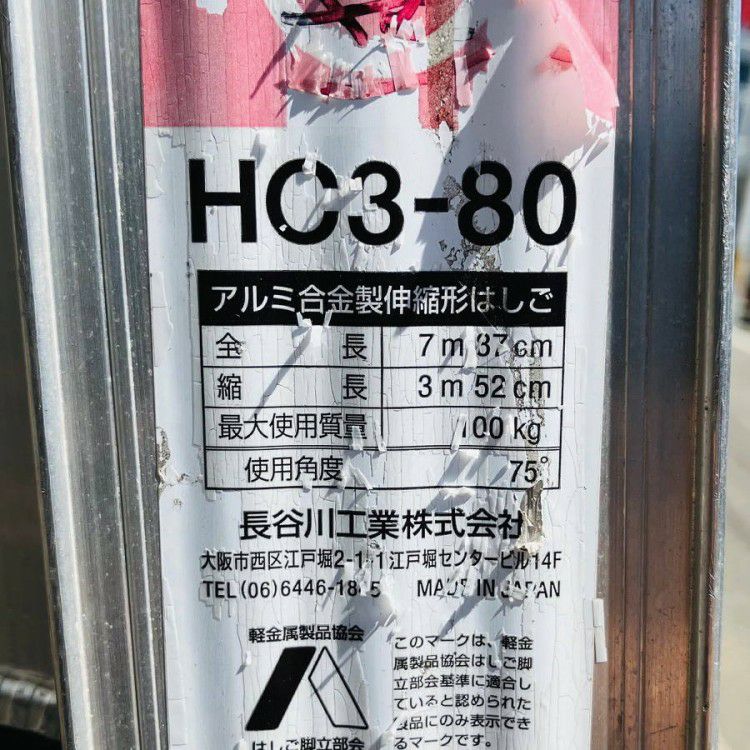 HC3-80
アルミ合金製伸縮形はしご
全長 7m 37cm
縮長 3m 52cm
最大使用質量 100kg
使用角度 75°
長谷川工業株式会社
大阪市西区江戸堀2-1-1江戸堀センタービル14F
TEL(06)6446-1845 MADE IN JAPAN
軽金属製品協会
はしご脚立部会
このマークは、軽金
属製品協会はしご脚
立部会基準に適合し
ていると認められた
製品にのみ表示でき
るマークです。